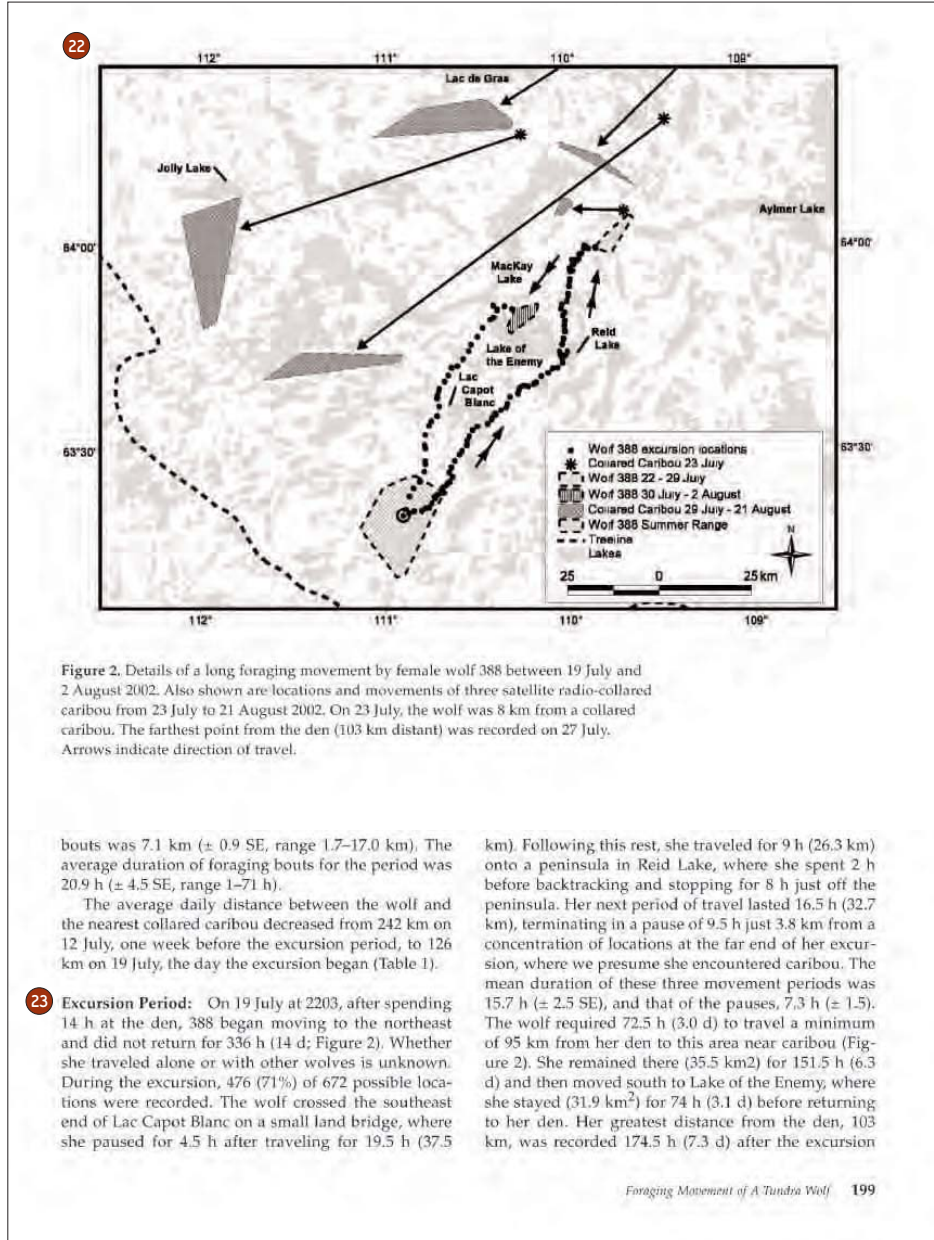 22
112° 111° 110° 109°
Lac de Gras
Jolly Lake
Aylmer Lake
64°00'
64°00'
MacKay
Lake
Reid
Lake
Lake of
the Enemy
Lac
Capot
Blanc
63°30'
63°30'
Wolf 388 excursion locations
Collared Caribou 23 July
Wolf 388 22 - 29 July
Wolf 388 30 July - 2 August
Collared Caribou 29 July - 21 August
Wolf 388 Summer Range
Treeline
Lakes
N
25 0 25 km
112° 111° 110° 109°
Figure 2. Details of a long foraging movement by female wolf 388 between 19 July and
2 August 2002. Also shown are locations and movements of three satellite radio-collared
caribou from 23 July to 21 August 2002. On 23 July, the wolf was 8 km from a collared
caribou. The farthest point from the den (103 km distant) was recorded on 27 July.
Arrows indicate direction of travel.
bouts was 7.1 km (± 0.9 SE, range 1.7–17.0 km). The
average duration of foraging bouts for the period was
20.9 h (± 4.5 SE, range 1–71 h).
The average daily distance between the wolf and
the nearest collared caribou decreased from 242 km on
12 July, one week before the excursion period, to 126
km on 19 July, the day the excursion began (Table 1).
23
Excursion Period: On 19 July at 2203, after spending
14 h at the den, 388 began moving to the northeast
and did not return for 336 h (14 d; Figure 2). Whether
she traveled alone or with other wolves is unknown.
During the excursion, 476 (71%) of 672 possible loca-
tions were recorded. The wolf crossed the southeast
end of Lac Capot Blanc on a small land bridge, where
she paused for 4.5 h after traveling for 19.5 h (37.5
km). Following this rest, she traveled for 9 h (26.3 km)
onto a peninsula in Reid Lake, where she spent 2 h
before backtracking and stopping for 8 h just off the
peninsula. Her next period of travel lasted 16.5 h (32.7
km), terminating in a pause of 9.5 h just 3.8 km from a
concentration of locations at the far end of her excur-
sion, where we presume she encountered caribou. The
mean duration of these three movement periods was
15.7 h (± 2.5 SE), and that of the pauses, 7.3 h (± 1.5).
The wolf required 72.5 h (3.0 d) to travel a minimum
of 95 km from her den to this area near caribou (Fig-
ure 2). She remained there (35.5 km2) for 151.5 h (6.3
d) and then moved south to Lake of the Enemy, where
she stayed (31.9 km²) for 74 h (3.1 d) before returning
to her den. Her greatest distance from the den, 103
km, was recorded 174.5 h (7.3 d) after the excursion
Foraging Movement of A Tundra Wolf 199